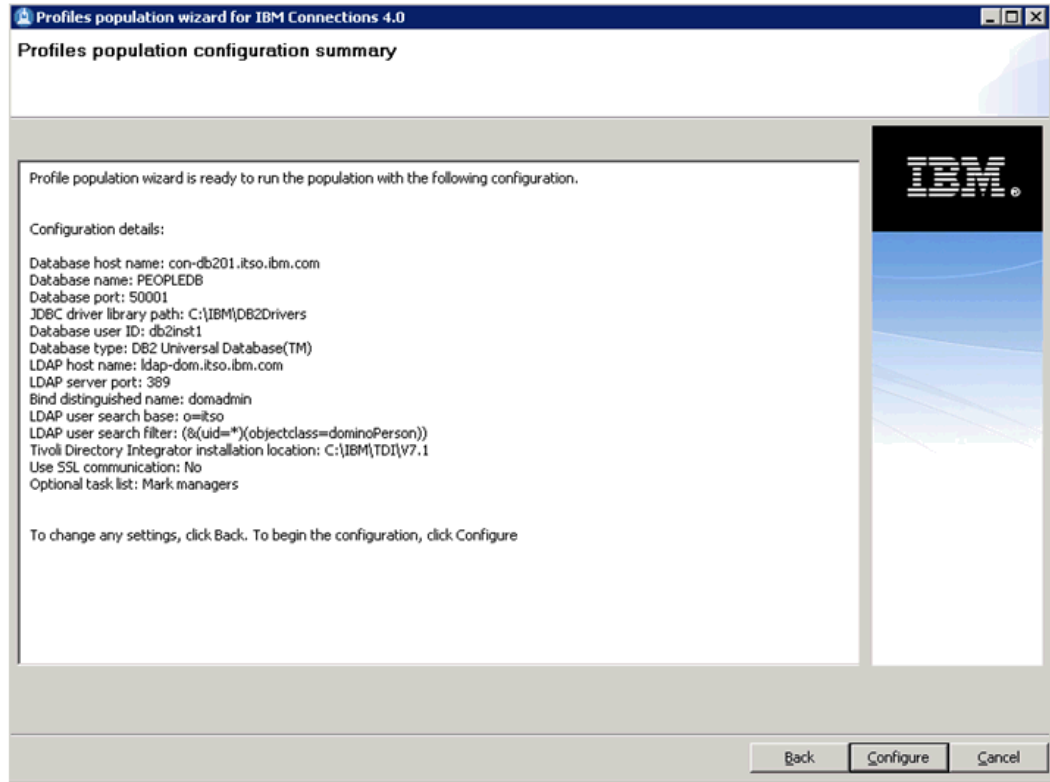 Profiles population wizard for IBM Connections 4.0
Profiles population configuration summary
IBM®
Profile population wizard is ready to run the population with the following configuration.
Configuration details:
Database host name: con-db201.itso.ibm.com
Database name: PEOPLEDB
Database port: 50001
JDBC driver library path: C:\IBM\DB2Drivers
Database user ID: db2inst1
Database type: DB2 Universal Database(TM)
LDAP host name: ldap-dom.itso.ibm.com
LDAP server port: 389
Bind distinguished name: domadmin
LDAP user search base: o=itso
LDAP user search filter: (&(uid=*)(objectclass=dominoPerson))
Tivoli Directory Integrator installation location: C:\IBM\TDI\V7.1
Use SSL communication: No
Optional task list: Mark managers
To change any settings, click Back. To begin the configuration, click Configure
Back Configure Cancel